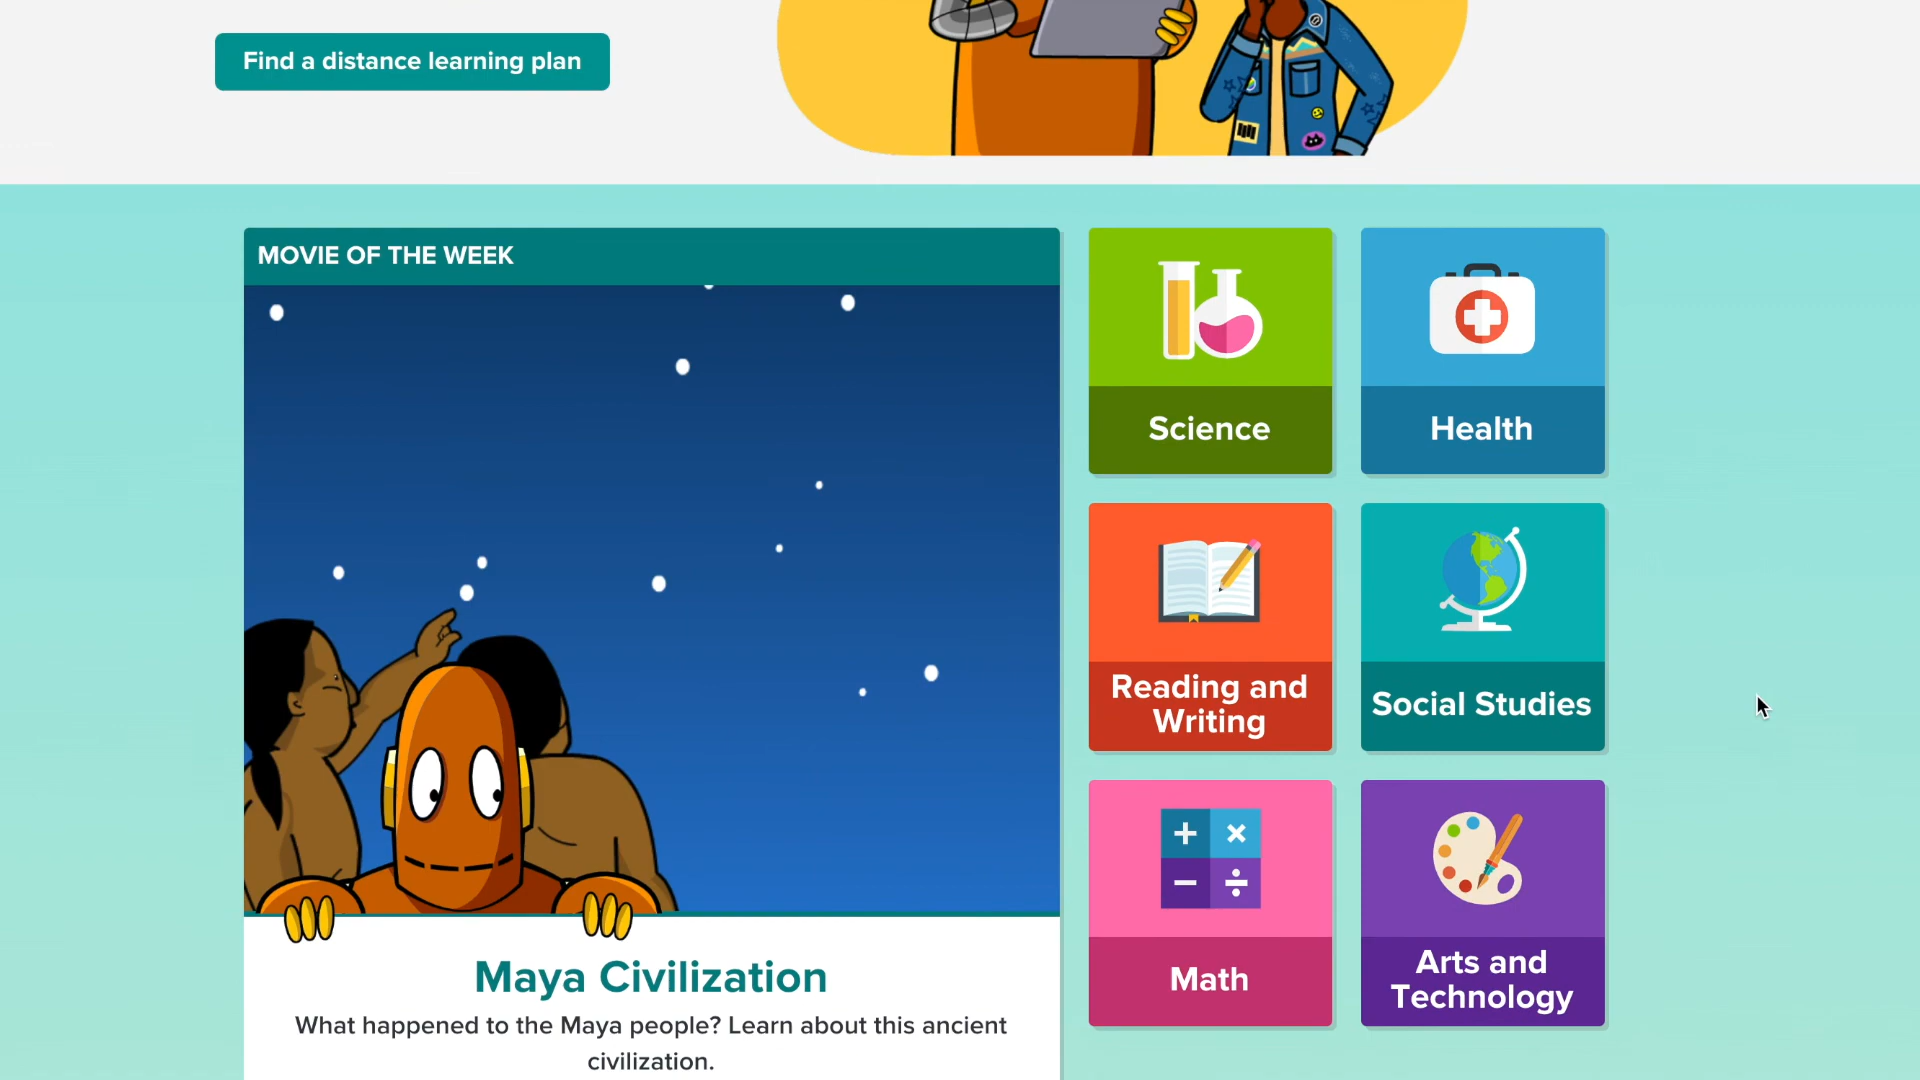 Find a distance learning plan
MOVIE OF THE WEEK
Maya Civilization
What happened to the Maya people? Learn about this ancient
civilization.
Science
Health
Reading and
Writing
Social Studies
Math
Arts and
Technology